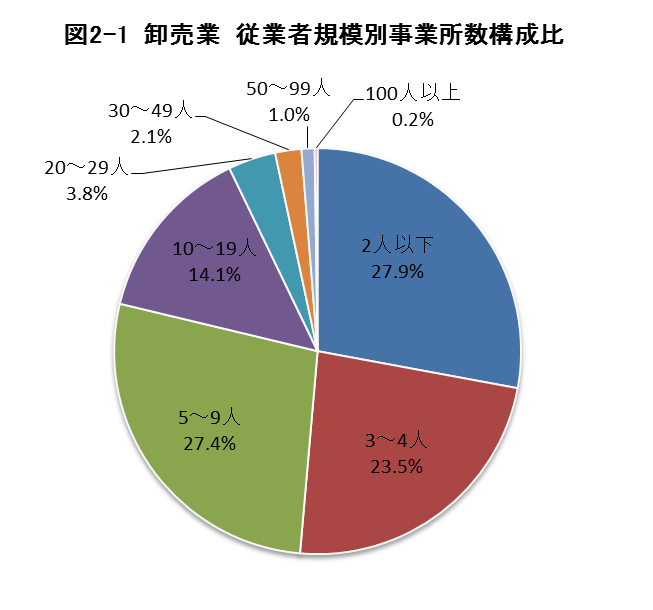 図2-1 卸売業 従業者規模別事業所数構成比
50～99人
1.0%
100人以上
0.2%
30～49人
2.1%
20～29人
3.8%
10～19人
14.1%
2人以下
27.9%
5～9人
27.4%
3～4人
23.5%